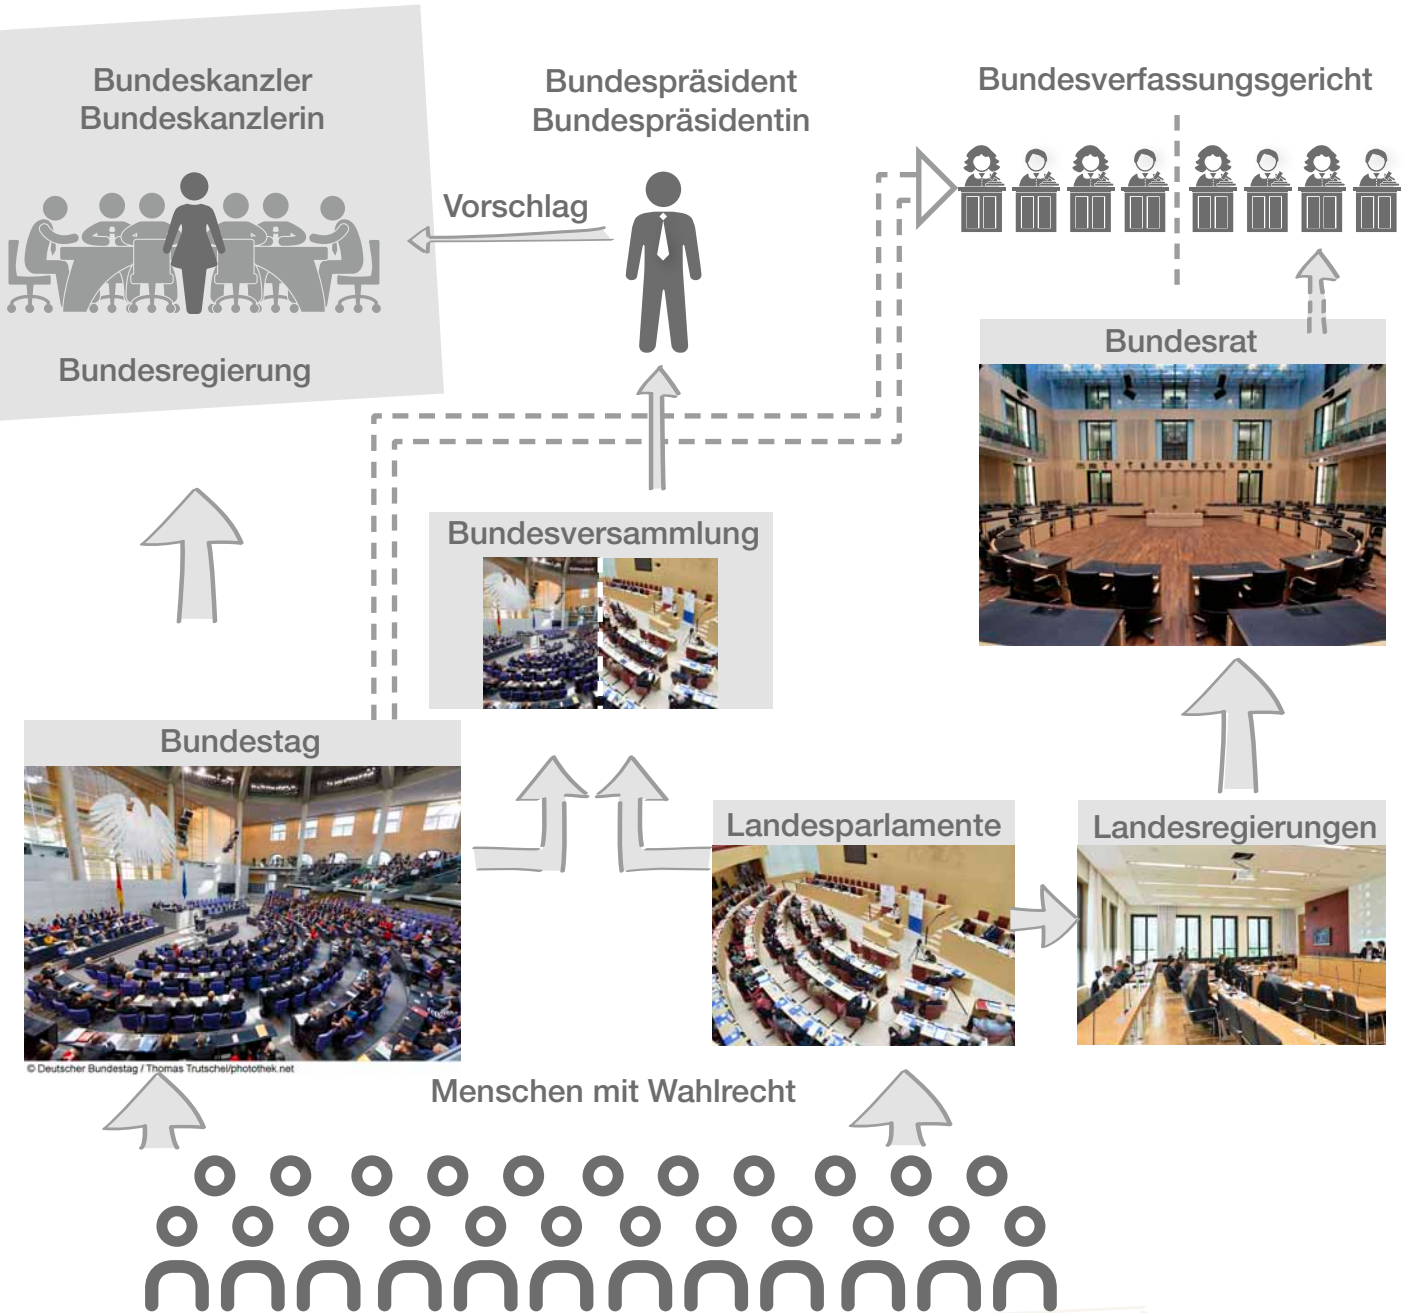 Bundeskanzler
Bundeskanzlerin
Bundespräsident
Bundespräsidentin
Bundesverfassungsgericht
Vorschlag
Bundesregierung
Bundesrat
Bundesversammlung
Bundestag
Landesparlamente
Landesregierungen
© Deutscher Bundestag / Thomas Trutschel/photothek.net
Menschen mit Wahlrecht